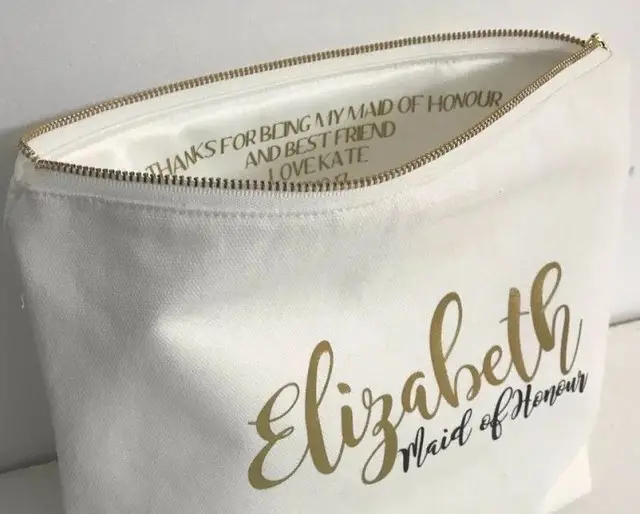 THANKS FOR BEING MY MAID OF HONOUR
AND BEST FRIEND
LOVE KATE
Elizabeth
Maid of Honour